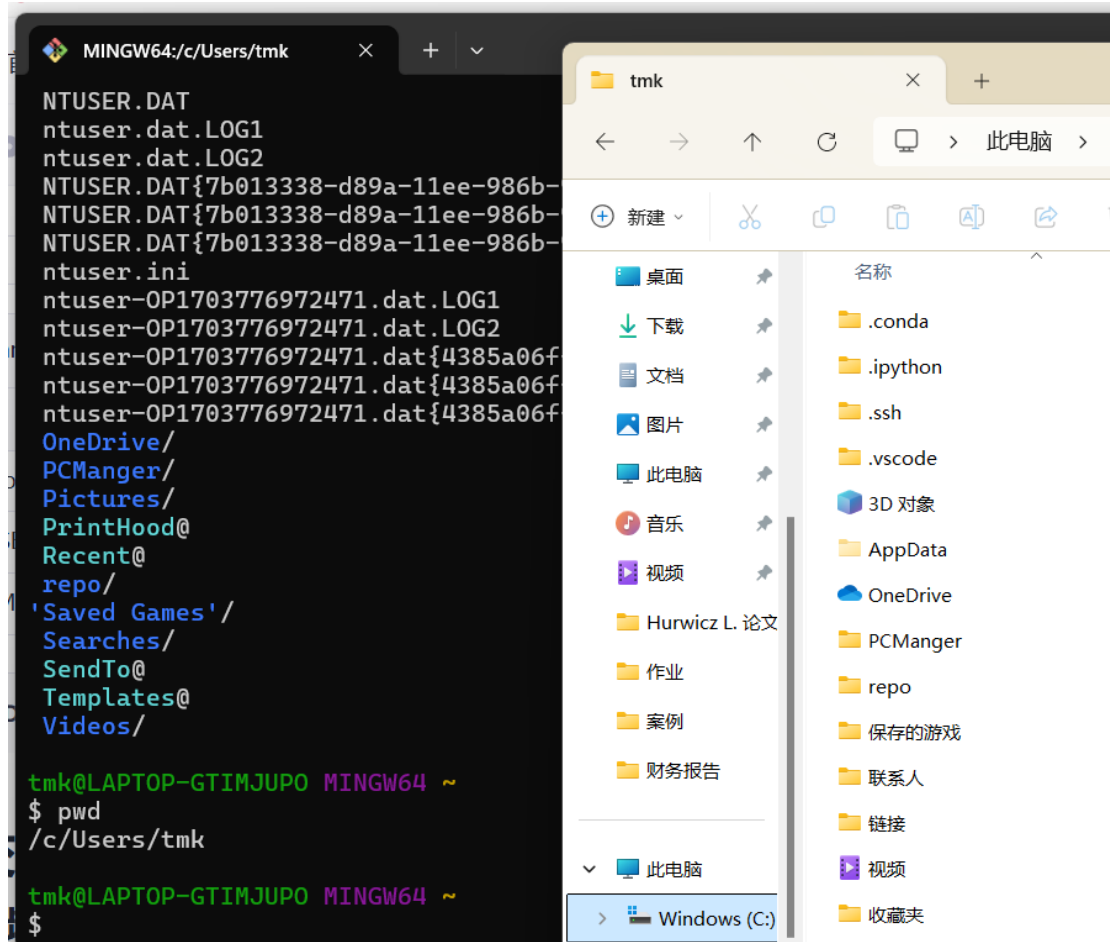 MINGW64:/c/Users/tmk
NTUSER.DAT
ntuser.dat.LOG1
ntuser.dat.LOG2
NTUSER.DAT{7b013338-d89a-11ee-986b-
NTUSER.DAT{7b013338-d89a-11ee-986b-
NTUSER.DAT{7b013338-d89a-11ee-986b-
ntuser.ini
ntuser-OP1703776972471.dat.LOG1
ntuser-OP1703776972471.dat.LOG2
ntuser-OP1703776972471.dat{4385a06f
ntuser-OP1703776972471.dat{4385a06f
ntuser-OP1703776972471.dat{4385a06f
OneDrive/
PCManger/
Pictures/
PrintHood@
Recent@
repo/
'Saved Games'/
Searches/
SendTo@
Templates@
Videos/
tmk@LAPTOP-GTIMJUPO MINGW64 ~
$ pwd
/c/Users/tmk
tmk@LAPTOP-GTIMJUPO MINGW64 ~
$
tmk
此电脑
新建
桌面
下载
文档
图片
此电脑
音乐
视频
Hurwicz L. 论文
作业
案例
财务报告
此电脑
Windows (C:)
名称
.conda
.ipython
.ssh
.vscode
3D 对象
AppData
OneDrive
PCManger
repo
保存的游戏
联系人
链接
视频
收藏夹